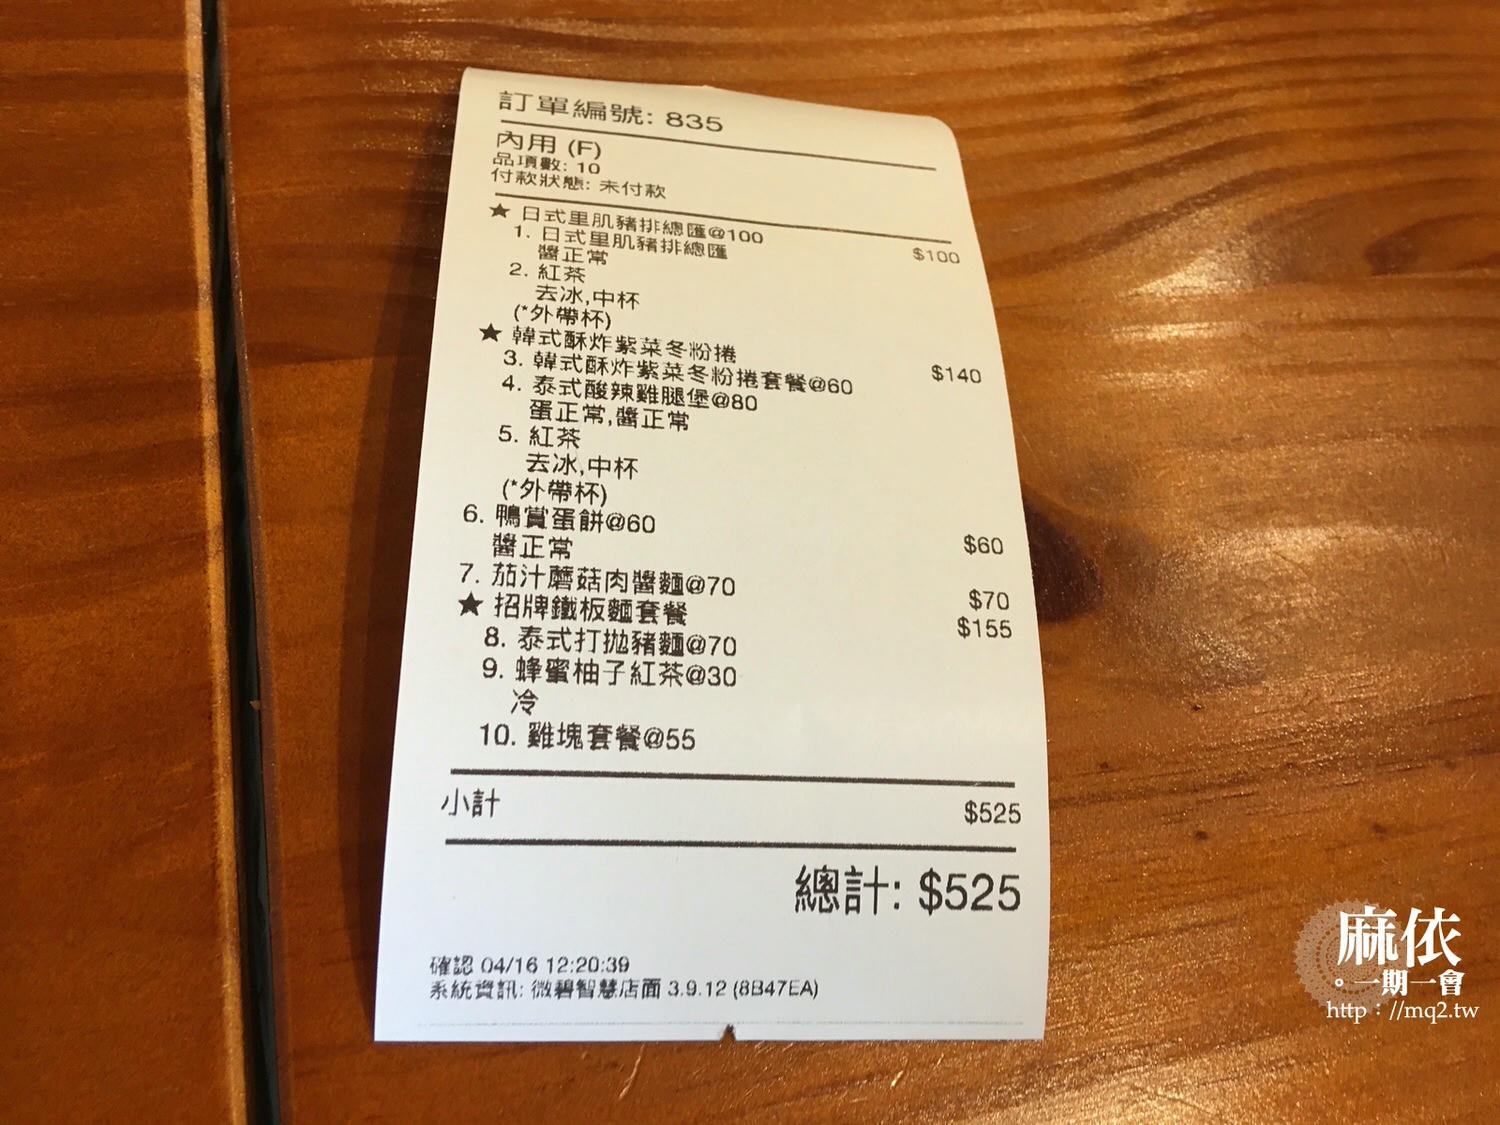 訂單編號: 835
內用 (F)
品項數: 10
付款狀態: 未付款
★ 日式里肌豬排總匯@100 $100
1. 日式里肌豬排總匯
醬正常
2. 紅茶
去冰,中杯
(*外帶杯)
★ 韓式酥炸紫菜冬粉捲 $140
3. 韓式酥炸紫菜冬粉捲套餐@60
4. 泰式酸辣雞腿堡@80
蛋正常,醬正常
5. 紅茶
去冰,中杯
(*外帶杯)
6. 鴨賞蛋餅@60 $60
醬正常
7. 茄汁蘑菇肉醬麵@70 $70
★ 招牌鐵板麵套餐 $155
8. 泰式打拋豬麵@70
9. 蜂蜜柚子紅茶@30
冷
10. 雞塊套餐@55
小計 $525
總計: $525
確認 04/16 12:20:39
系統資訊: 微碧智慧店面 3.9.12 (8B47EA)
麻依
。一期一會
http：//mq2.tw